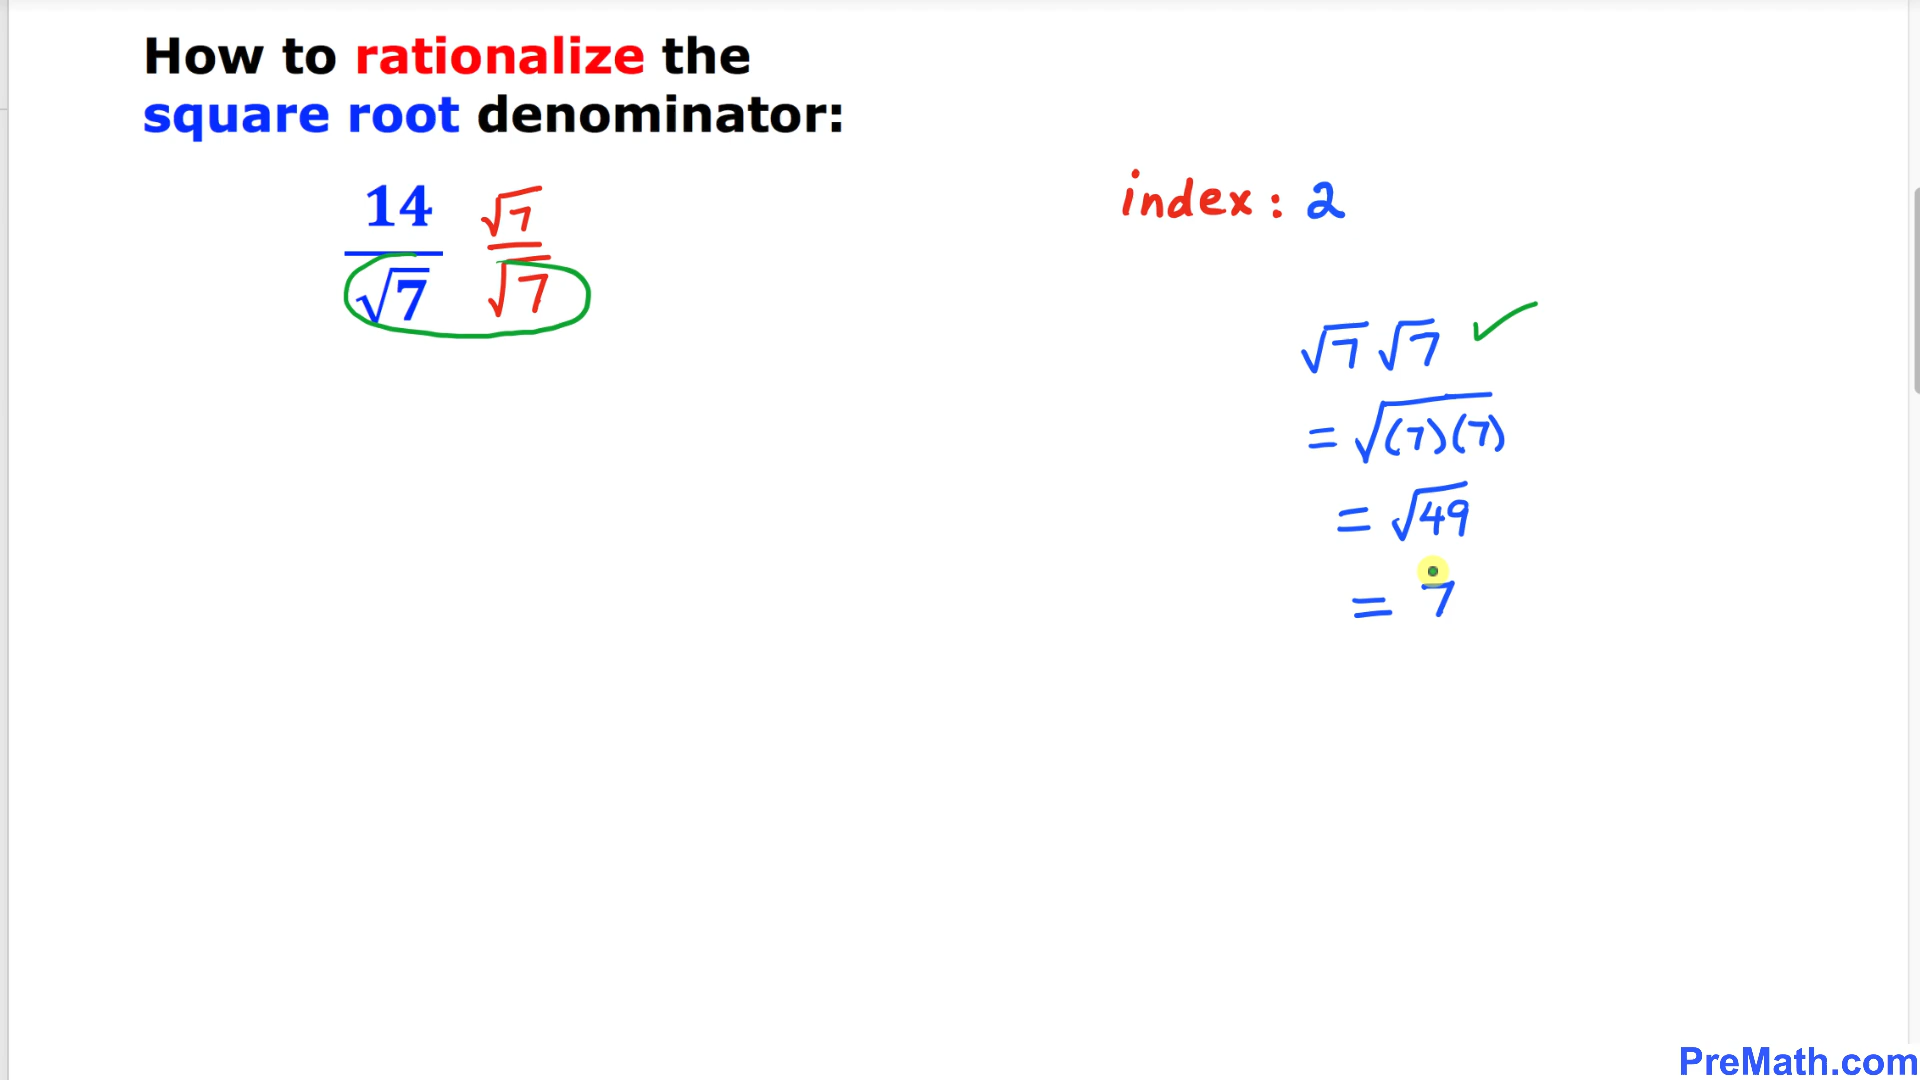 How to rationalize the
square root denominator:
14/√7 √7/√7
index: 2
√7 √7
= √(7)(7)
= √49
= 7
PreMath.com